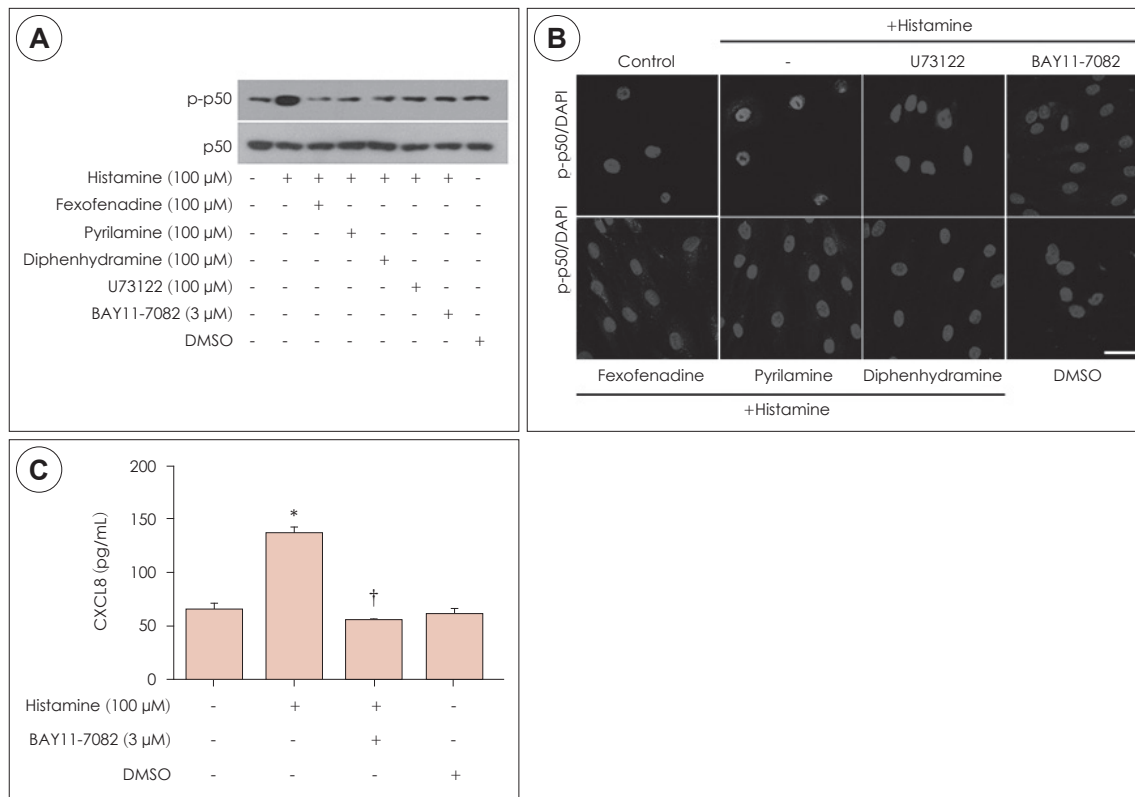 A
p-p50
p50
Histamine (100 μM) - + + + + + + -
Fexofenadine (100 μM) - - + - - - - -
Pyrilamine (100 μM) - - - + - - - -
Diphenhydramine (100 μM) - - - - + - - -
U73122 (100 μM) - - - - - + - -
BAY11-7082 (3 μM) - - - - - - + -
DMSO - - - - - - - +
B
+Histamine
Control - U73122 BAY11-7082
p-p50/DAPI
p-p50/DAPI
Fexofenadine Pyrilamine Diphenhydramine DMSO
+Histamine
C
CXCL8 (pg/mL)
200
150
100
50
0
*
†
Histamine (100 μM) - + + -
BAY11-7082 (3 μM) - - + -
DMSO - - - +